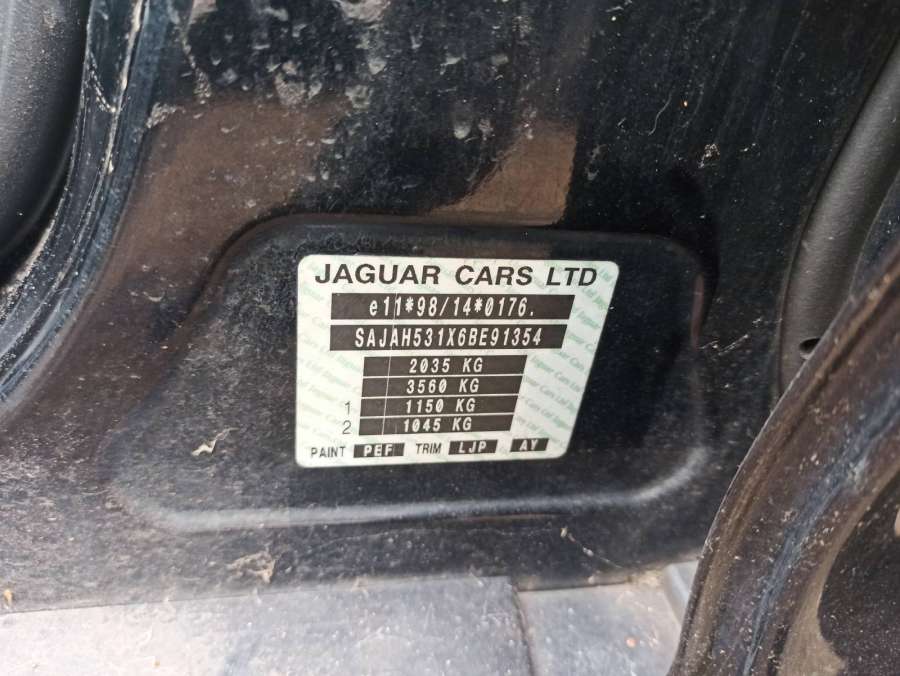 JAGUAR CARS LTD
e11*98/14*0176.
SAJAH531X6BE91354
2035 KG
3560 KG
1 1150 KG
2 1045 KG
PAINT PEF TRIM LJP AY